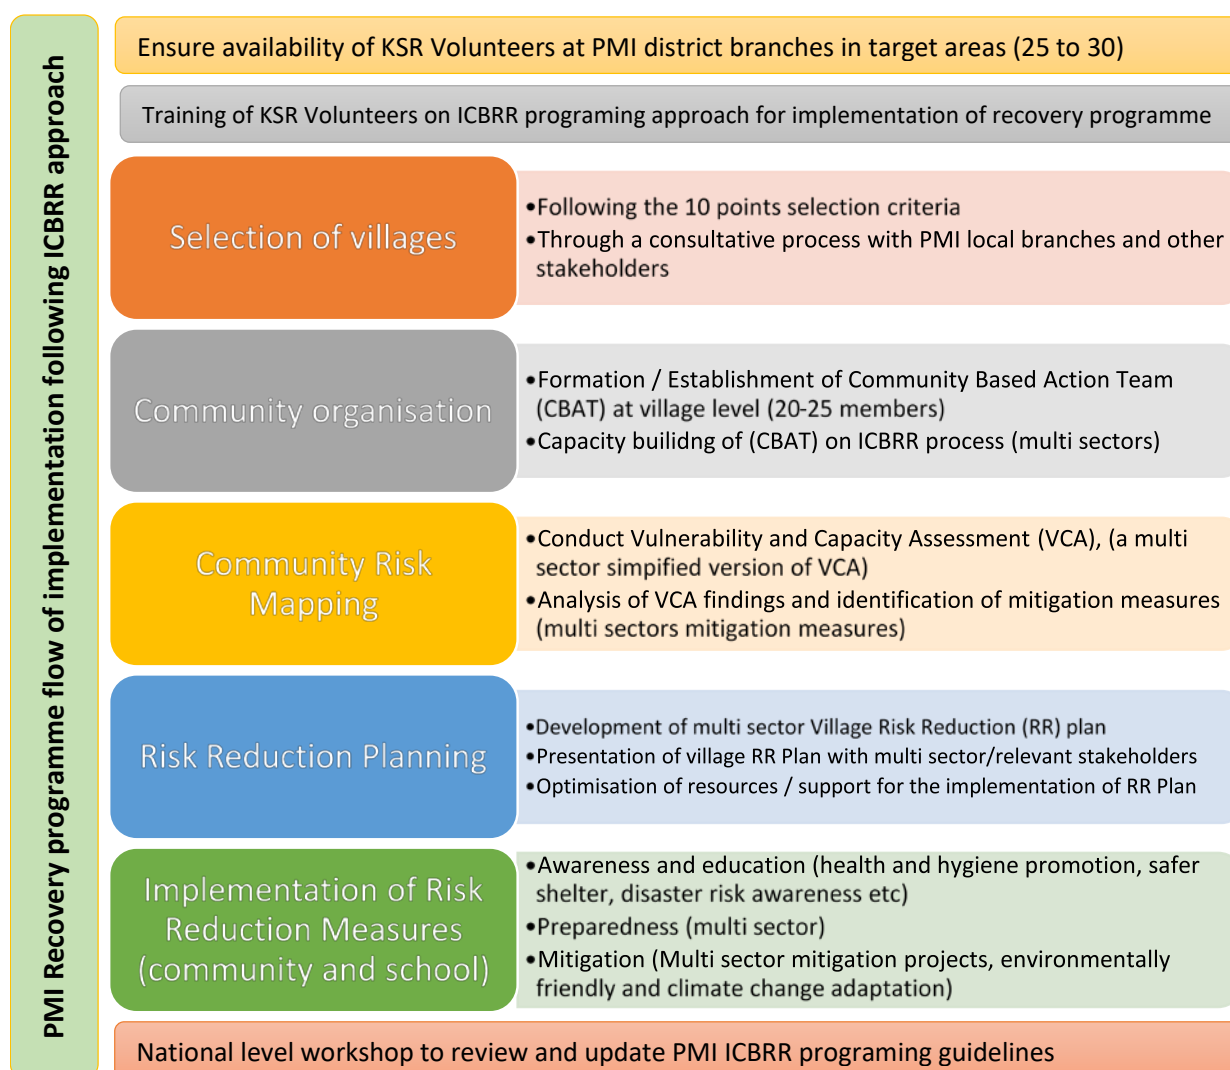 PMI Recovery programme flow of implementation following ICBRR approach
Ensure availability of KSR Volunteers at PMI district branches in target areas (25 to 30)
Training of KSR Volunteers on ICBRR programing approach for implementation of recovery programme
Selection of villages
•Following the 10 points selection criteria
•Through a consultative process with PMI local branches and other
stakeholders
Community organisation
•Formation / Establishment of Community Based Action Team
(CBAT) at village level (20-25 members)
•Capacity builidng of (CBAT) on ICBRR process (multi sectors)
Community Risk
Mapping
•Conduct Vulnerability and Capacity Assessment (VCA), (a multi
sector simpified version of VCA)
•Analysis of VCA findings and identification of mitigation measures
(multi sectors mitigation measures)
Risk Reduction Planning
•Development of multi sector Village Risk Reduction (RR) plan
•Presentation of village RR Plan with multi sector/relevant stakeholders
•Optimisation of resources / support for the implementation of RR Plan
Implementation of Risk
Reduction Measures
(community and school)
•Awareness and education (health and hygiene promotion, safer
shelter, disaster risk awareness etc)
•Preparedness (multi sector)
•Mitigation (Multi sector mitigation projects, environmentally
friendly and climate change adaptation)
National level workshop to review and update PMI ICBRR programing guidelines